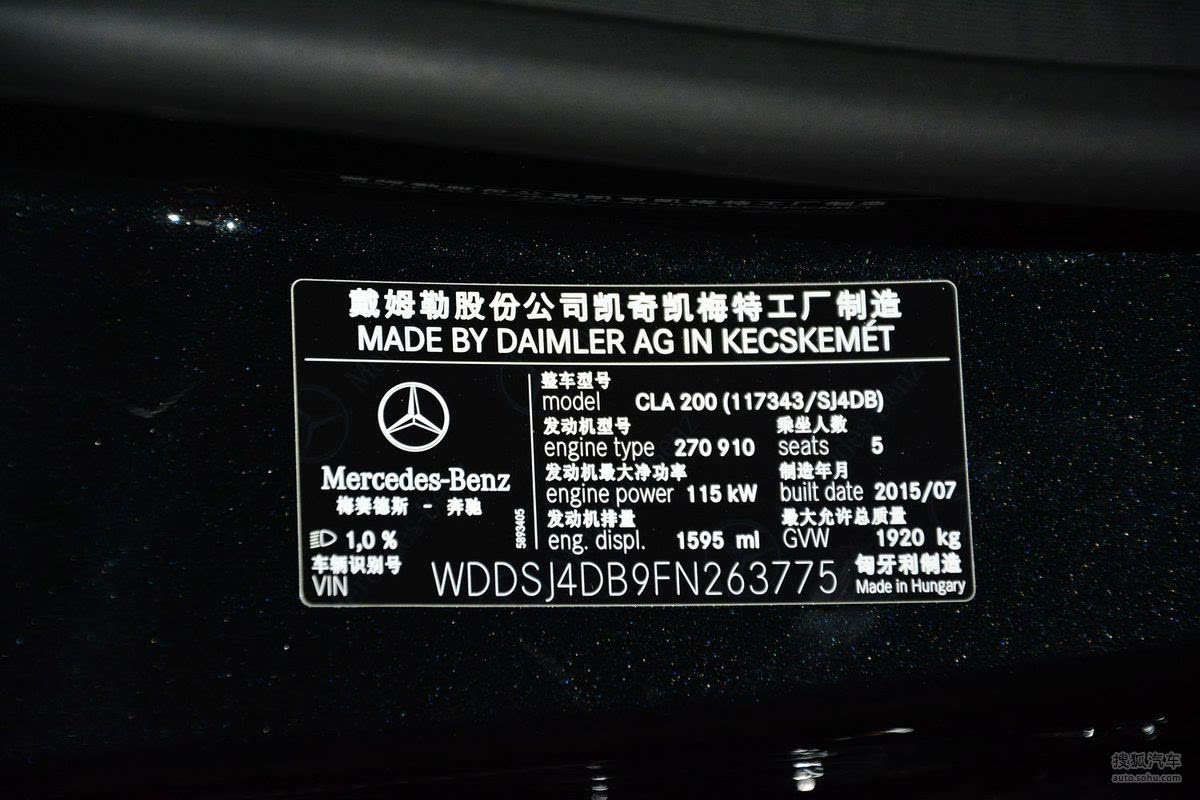 戴姆勒股份公司凯奇凯梅特工厂制造
MADE BY DAIMLER AG IN KECSKEMÉT
整车型号
model CLA 200 (117343/SJ4DB)
发动机型号 乘坐人数
engine type 270 910 seats 5
发动机最大净功率 制造年月
engine power 115 kW built date 2015/07
发动机排量 最大允许总质量
eng. displ. 1595 ml GVW 1920 kg
Mercedes-Benz
梅赛德斯 - 奔驰
5893405
1,0 %
车辆识别号
VIN WDDSJ4DB9FN263775
匈牙利制造
Made in Hungary
搜狐汽车
auto.sohu.com